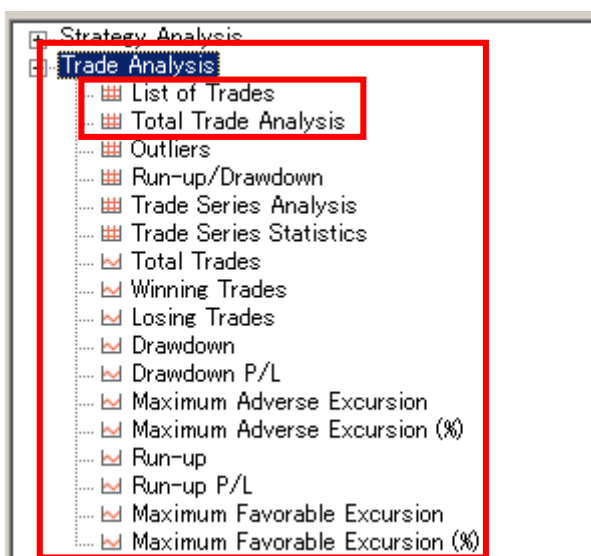 Strategy Analysis
Trade Analysis
List of Trades
Total Trade Analysis
Outliers
Run-up/Drawdown
Trade Series Analysis
Trade Series Statistics
Total Trades
Winning Trades
Losing Trades
Drawdown
Drawdown P/L
Maximum Adverse Excursion
Maximum Adverse Excursion (%)
Run-up
Run-up P/L
Maximum Favorable Excursion
Maximum Favorable Excursion (%)